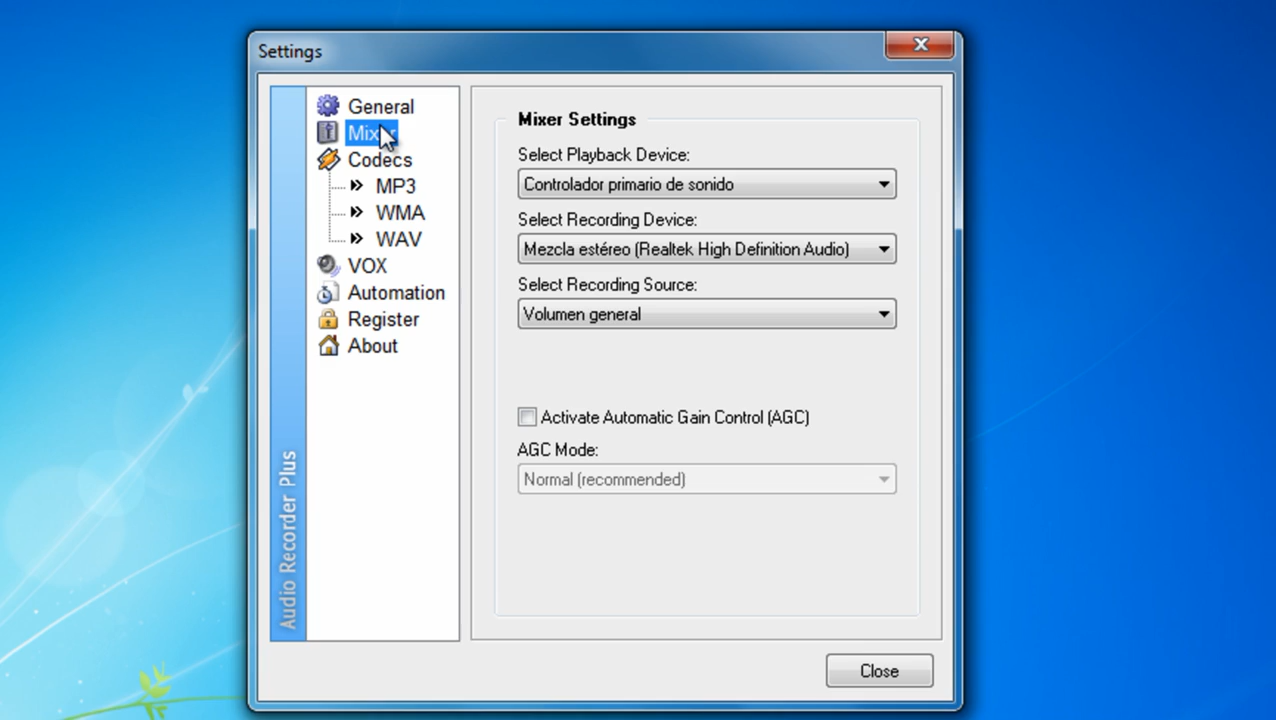 Settings
General
Mixer
Codecs
MP3
WMA
WAV
VOX
Automation
Register
About
Audio Recorder Plus
Mixer Settings
Select Playback Device:
Controlador primario de sonido
Select Recording Device:
Mezcla estéreo (Realtek High Definition Audio)
Select Recording Source:
Volumen general
Activate Automatic Gain Control (AGC)
AGC Mode:
Normal (recommended)
Close